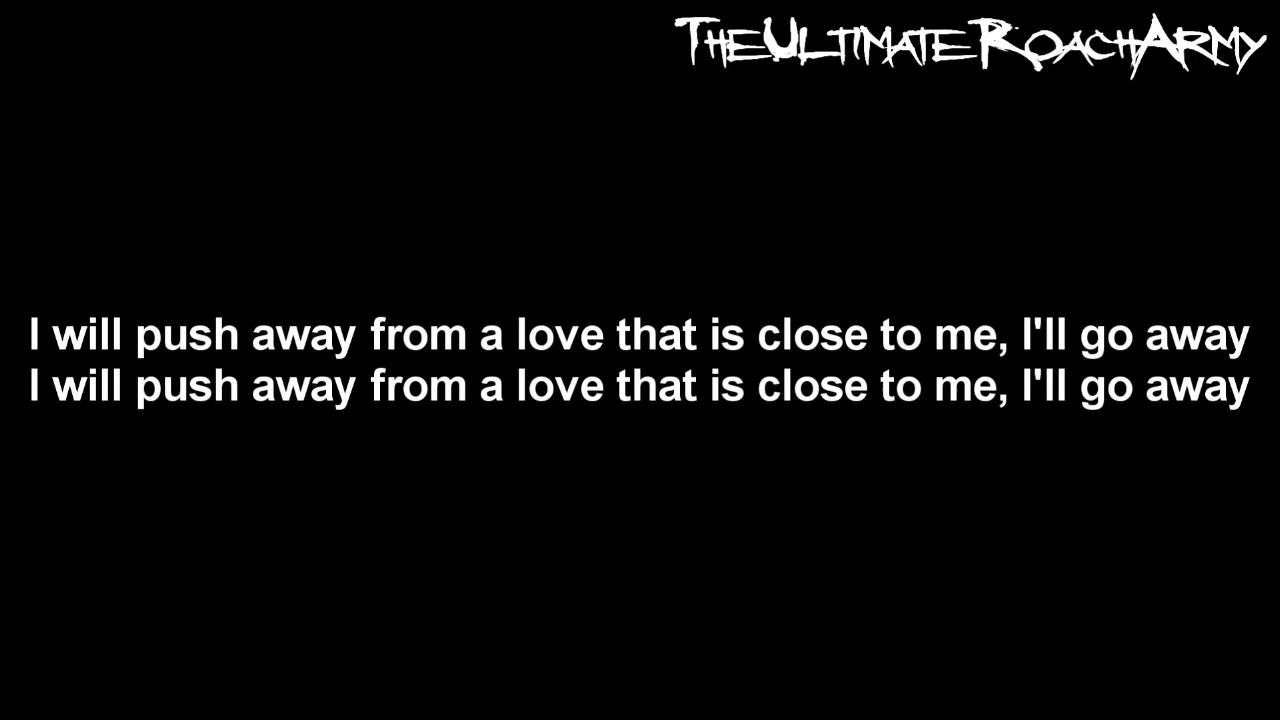 TheUltimateRoachArmy
I will push away from a love that is close to me, I'll go away
I will push away from a love that is close to me, I'll go away